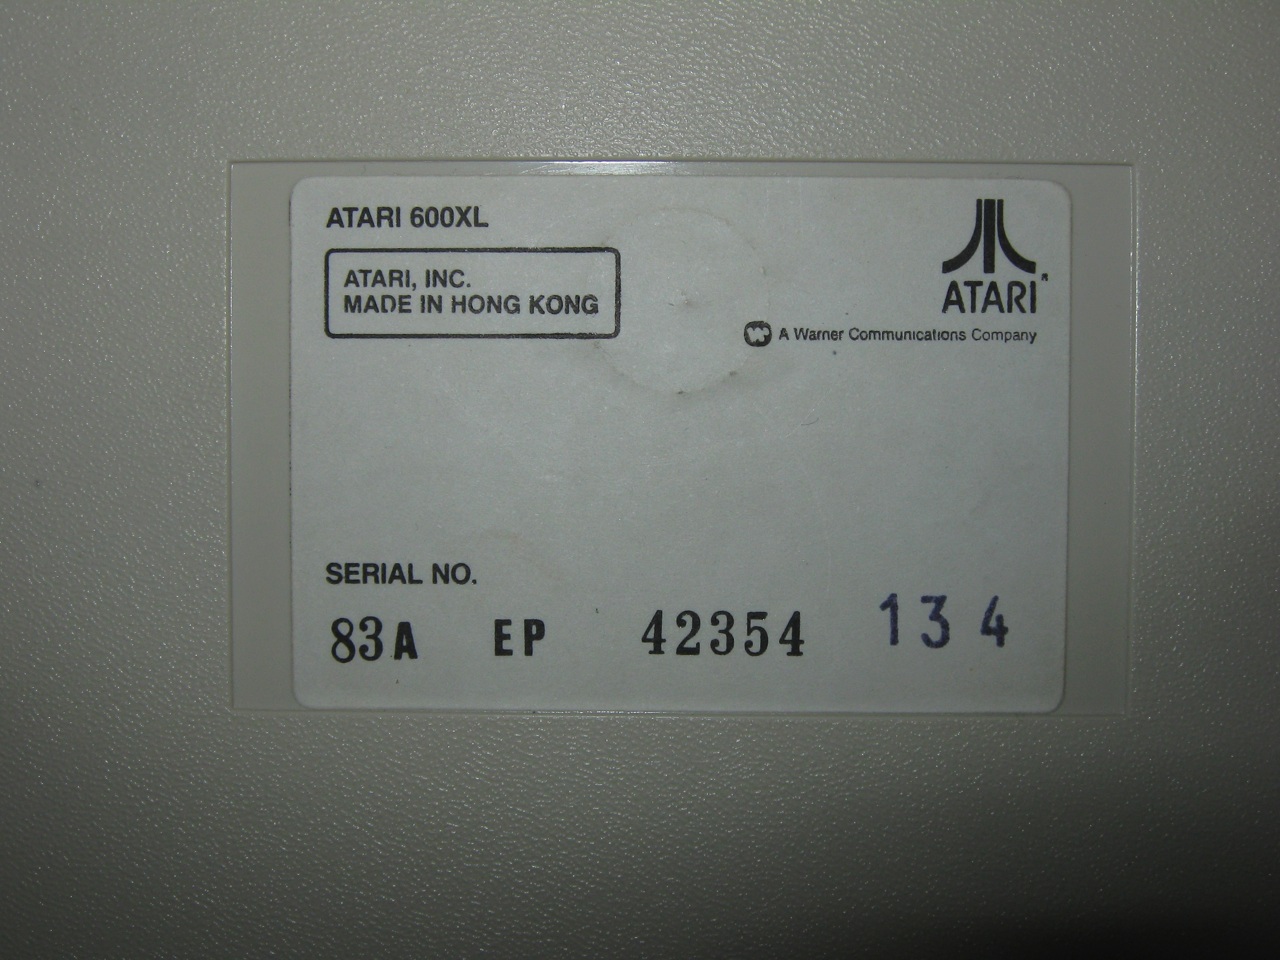 ATARI 600XL
ATARI, INC.
MADE IN HONG KONG
ATARI
A Warner Communications Company
SERIAL NO.
83A EP 42354 134